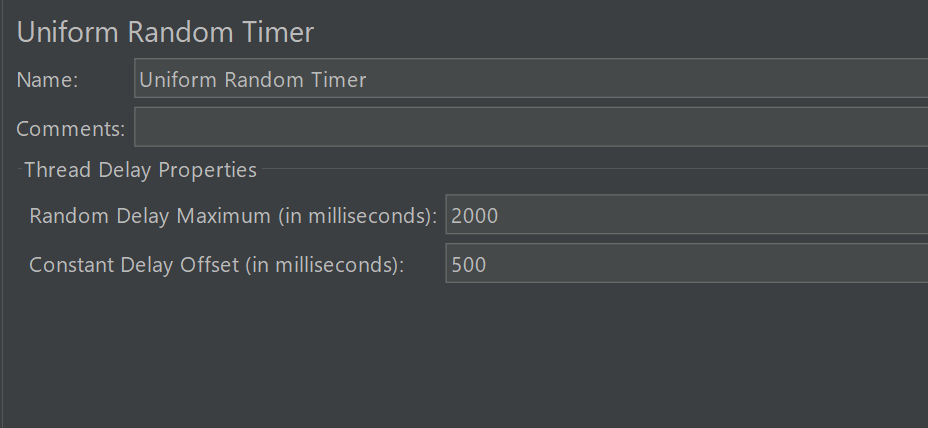 Uniform Random Timer
Name: Uniform Random Timer
Comments:
Thread Delay Properties
Random Delay Maximum (in milliseconds): 2000
Constant Delay Offset (in milliseconds): 500